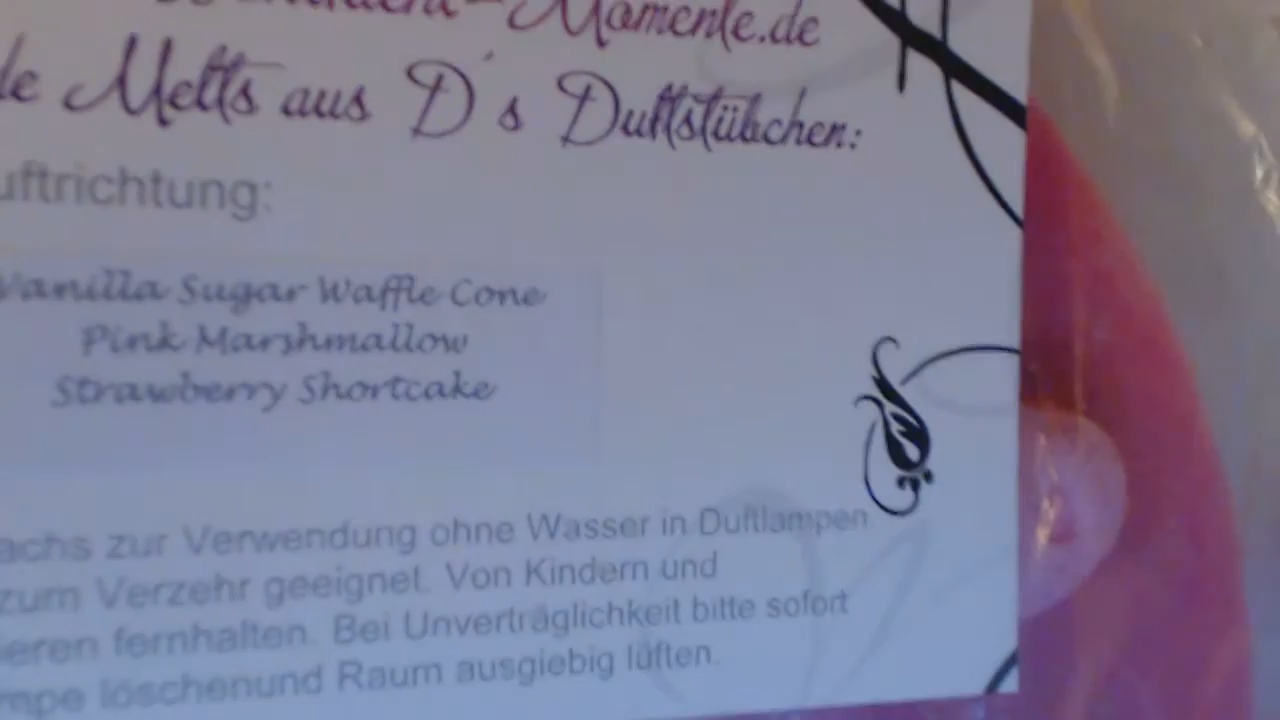 Momente.de
Melts aus D´s Duftstübchen:
uftrichtung:
Vanilla Sugar Waffle Cone
Pink Marshmallow
Strawberry Shortcake
achs zur Verwendung ohne Wasser in Duftlampen
zum Verzehr geeignet. Von Kindern und
ieren fernhalten. Bei Unverträglichkeit bitte sofort
mpe löschenund Raum ausgiebig lüften.